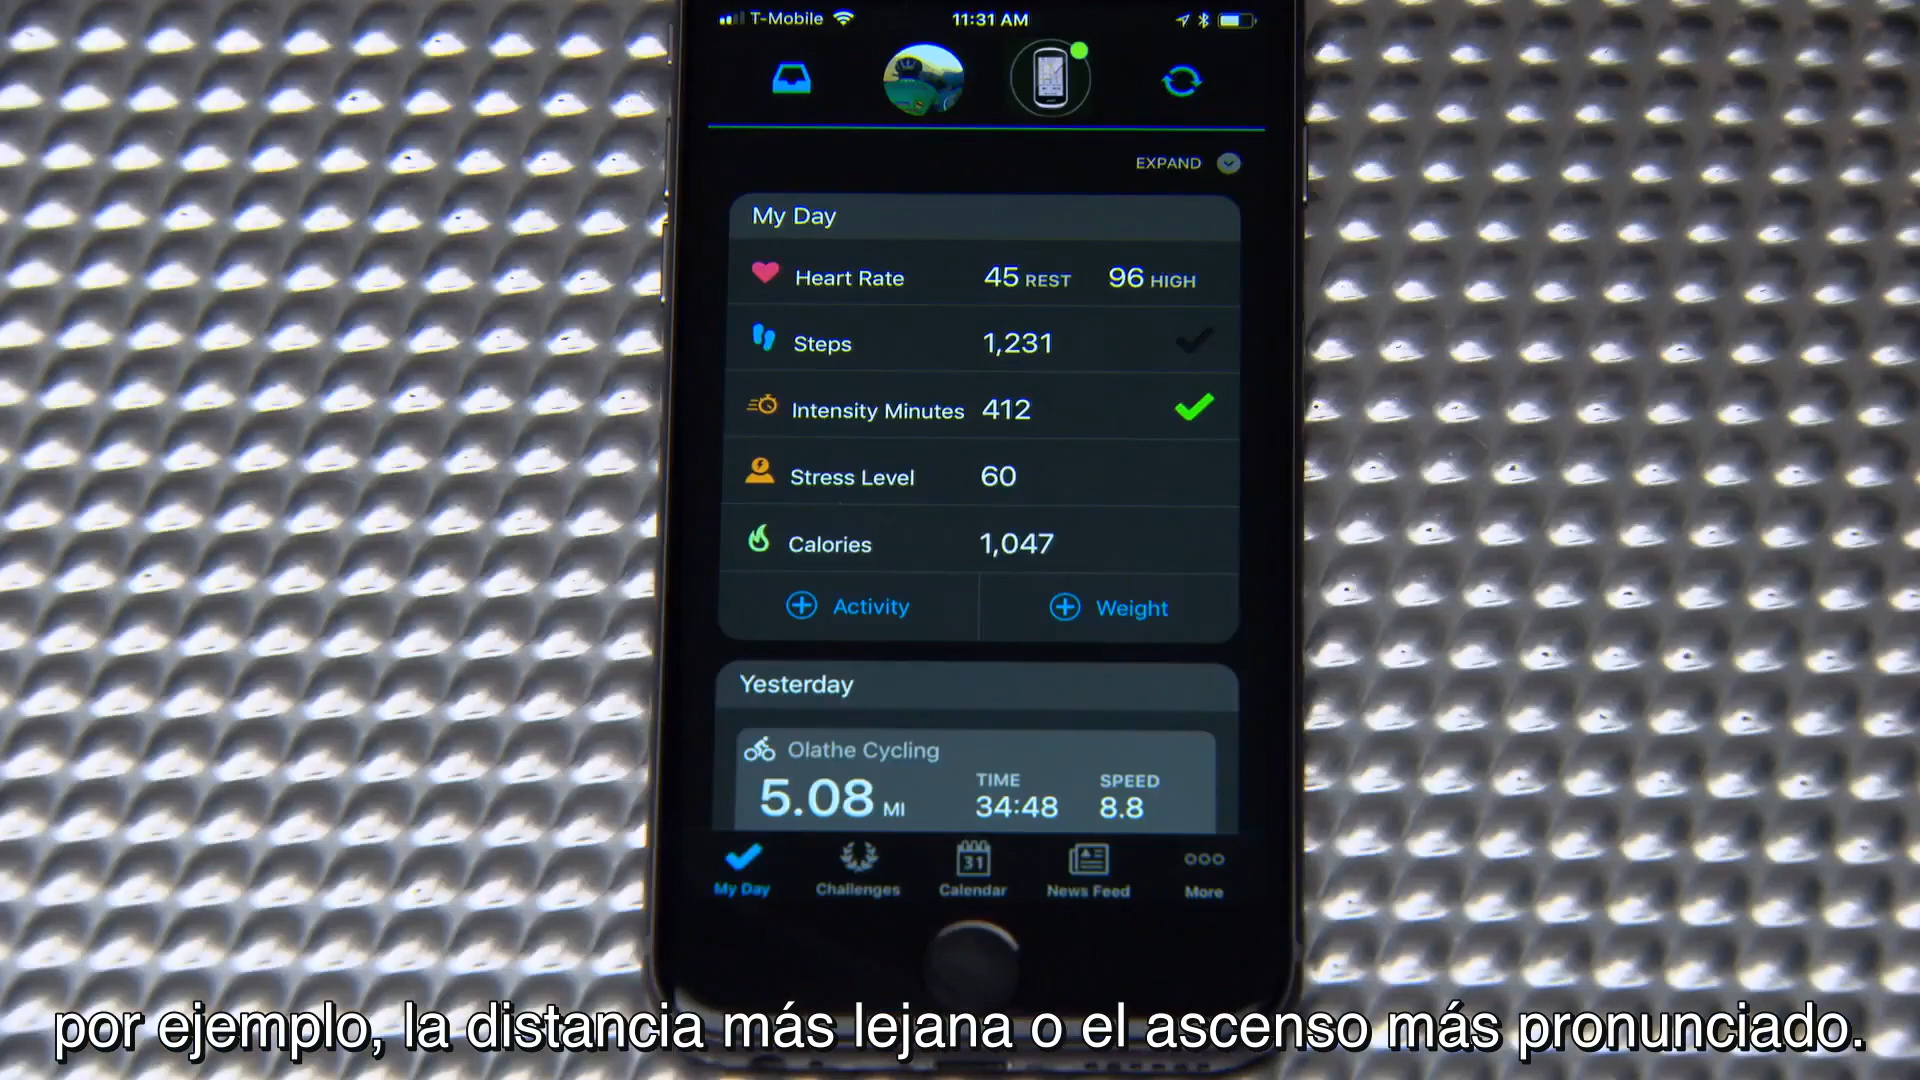 T-Mobile 11:31 AM
EXPAND
My Day
Heart Rate 45 REST 96 HIGH
Steps 1,231
Intensity Minutes 412
Stress Level 60
Calories 1,047
Activity Weight
Yesterday
Olathe Cycling
TIME SPEED
5.08 MI 34:48 8.8
31
My Day Challenges Calendar News Feed More
por ejemplo, la distancia más lejana o el ascenso más pronunciado.